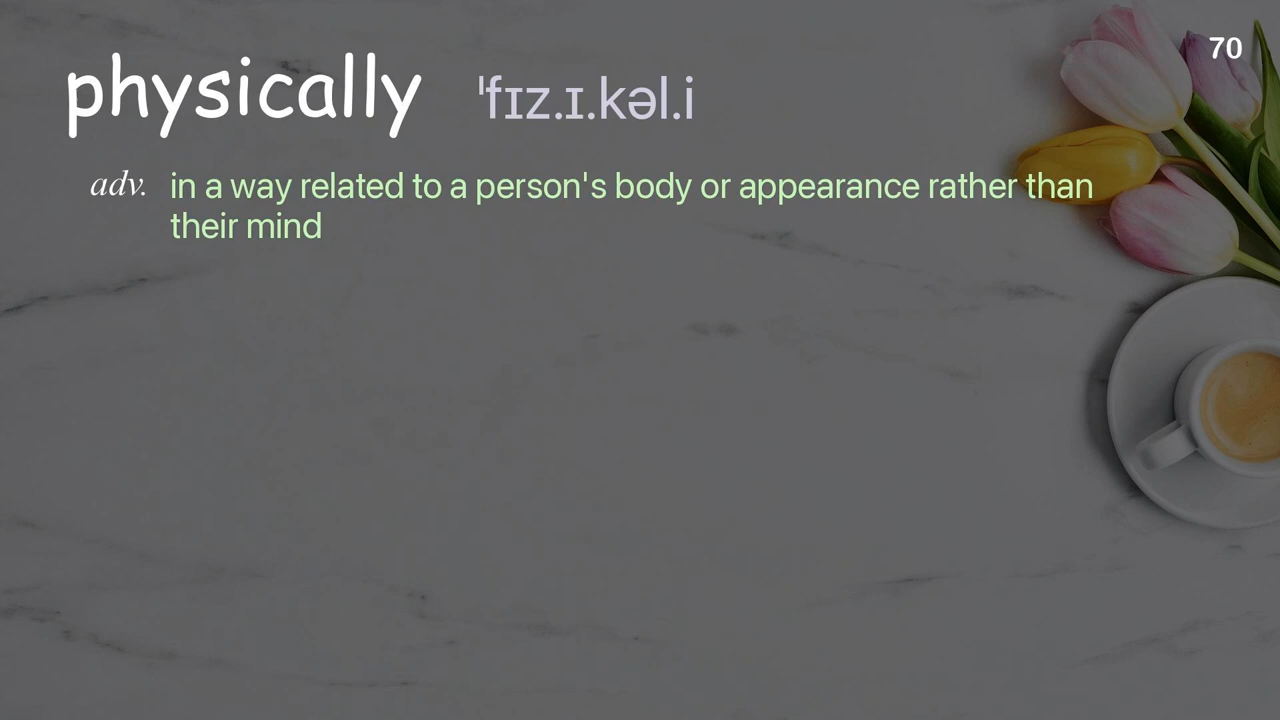 70
physically ˈfɪz.ɪ.kəl.i
adv. in a way related to a person's body or appearance rather than
their mind